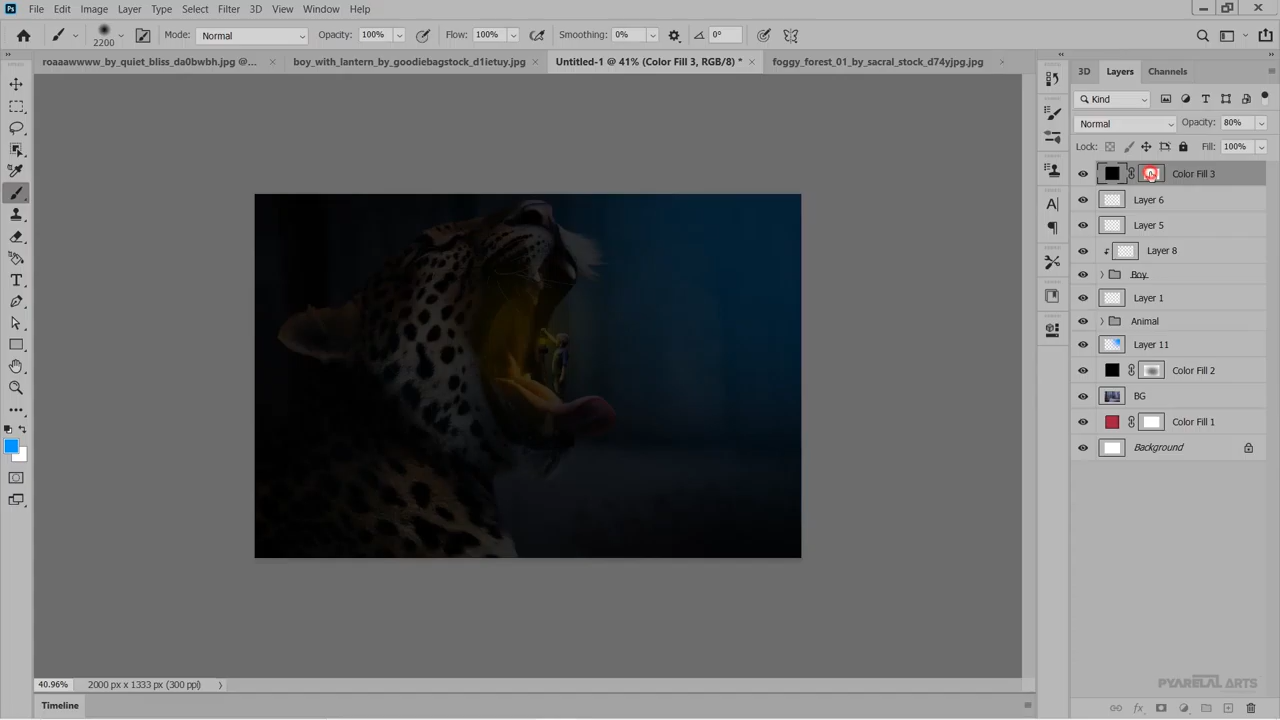 Ps File Edit Image Layer Type Select Filter 3D View Window Help
2200 Mode: Normal Opacity: 100% Flow: 100% Smoothing: 0% 0°
roaaawwww_by_quiet_bliss_da0bwbh.jpg @... × boy_with_lantern_by_goodiebagstock_d1ietuy.jpg × Untitled-1 @ 41% (Color Fill 3, RGB/8) * × foggy_forest_01_by_sacral_stock_d74yjpg.jpg
3D Layers Channels
Kind
Normal Opacity: 80%
Lock: Fill: 100%
Color Fill 3
Layer 6
Layer 5
Layer 8
Boy
Layer 1
Animal
Layer 11
Color Fill 2
BG
Color Fill 1
Background
40.96% 2000 px x 1333 px (300 ppi)
PYARELAL ARTS
Timeline